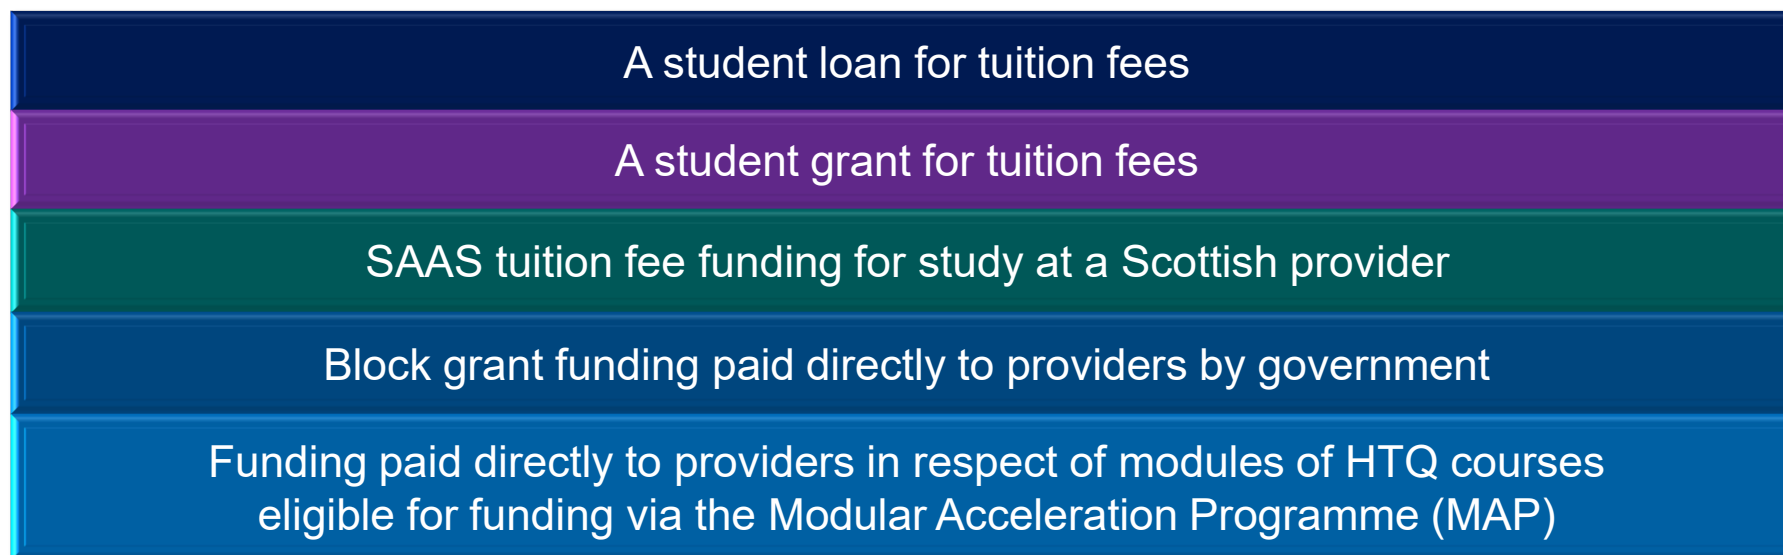 A student loan for tuition fees
A student grant for tuition fees
SAAS tuition fee funding for study at a Scottish provider
Block grant funding paid directly to providers by government
Funding paid directly to providers in respect of modules of HTQ courses
eligible for funding via the Modular Acceleration Programme (MAP)